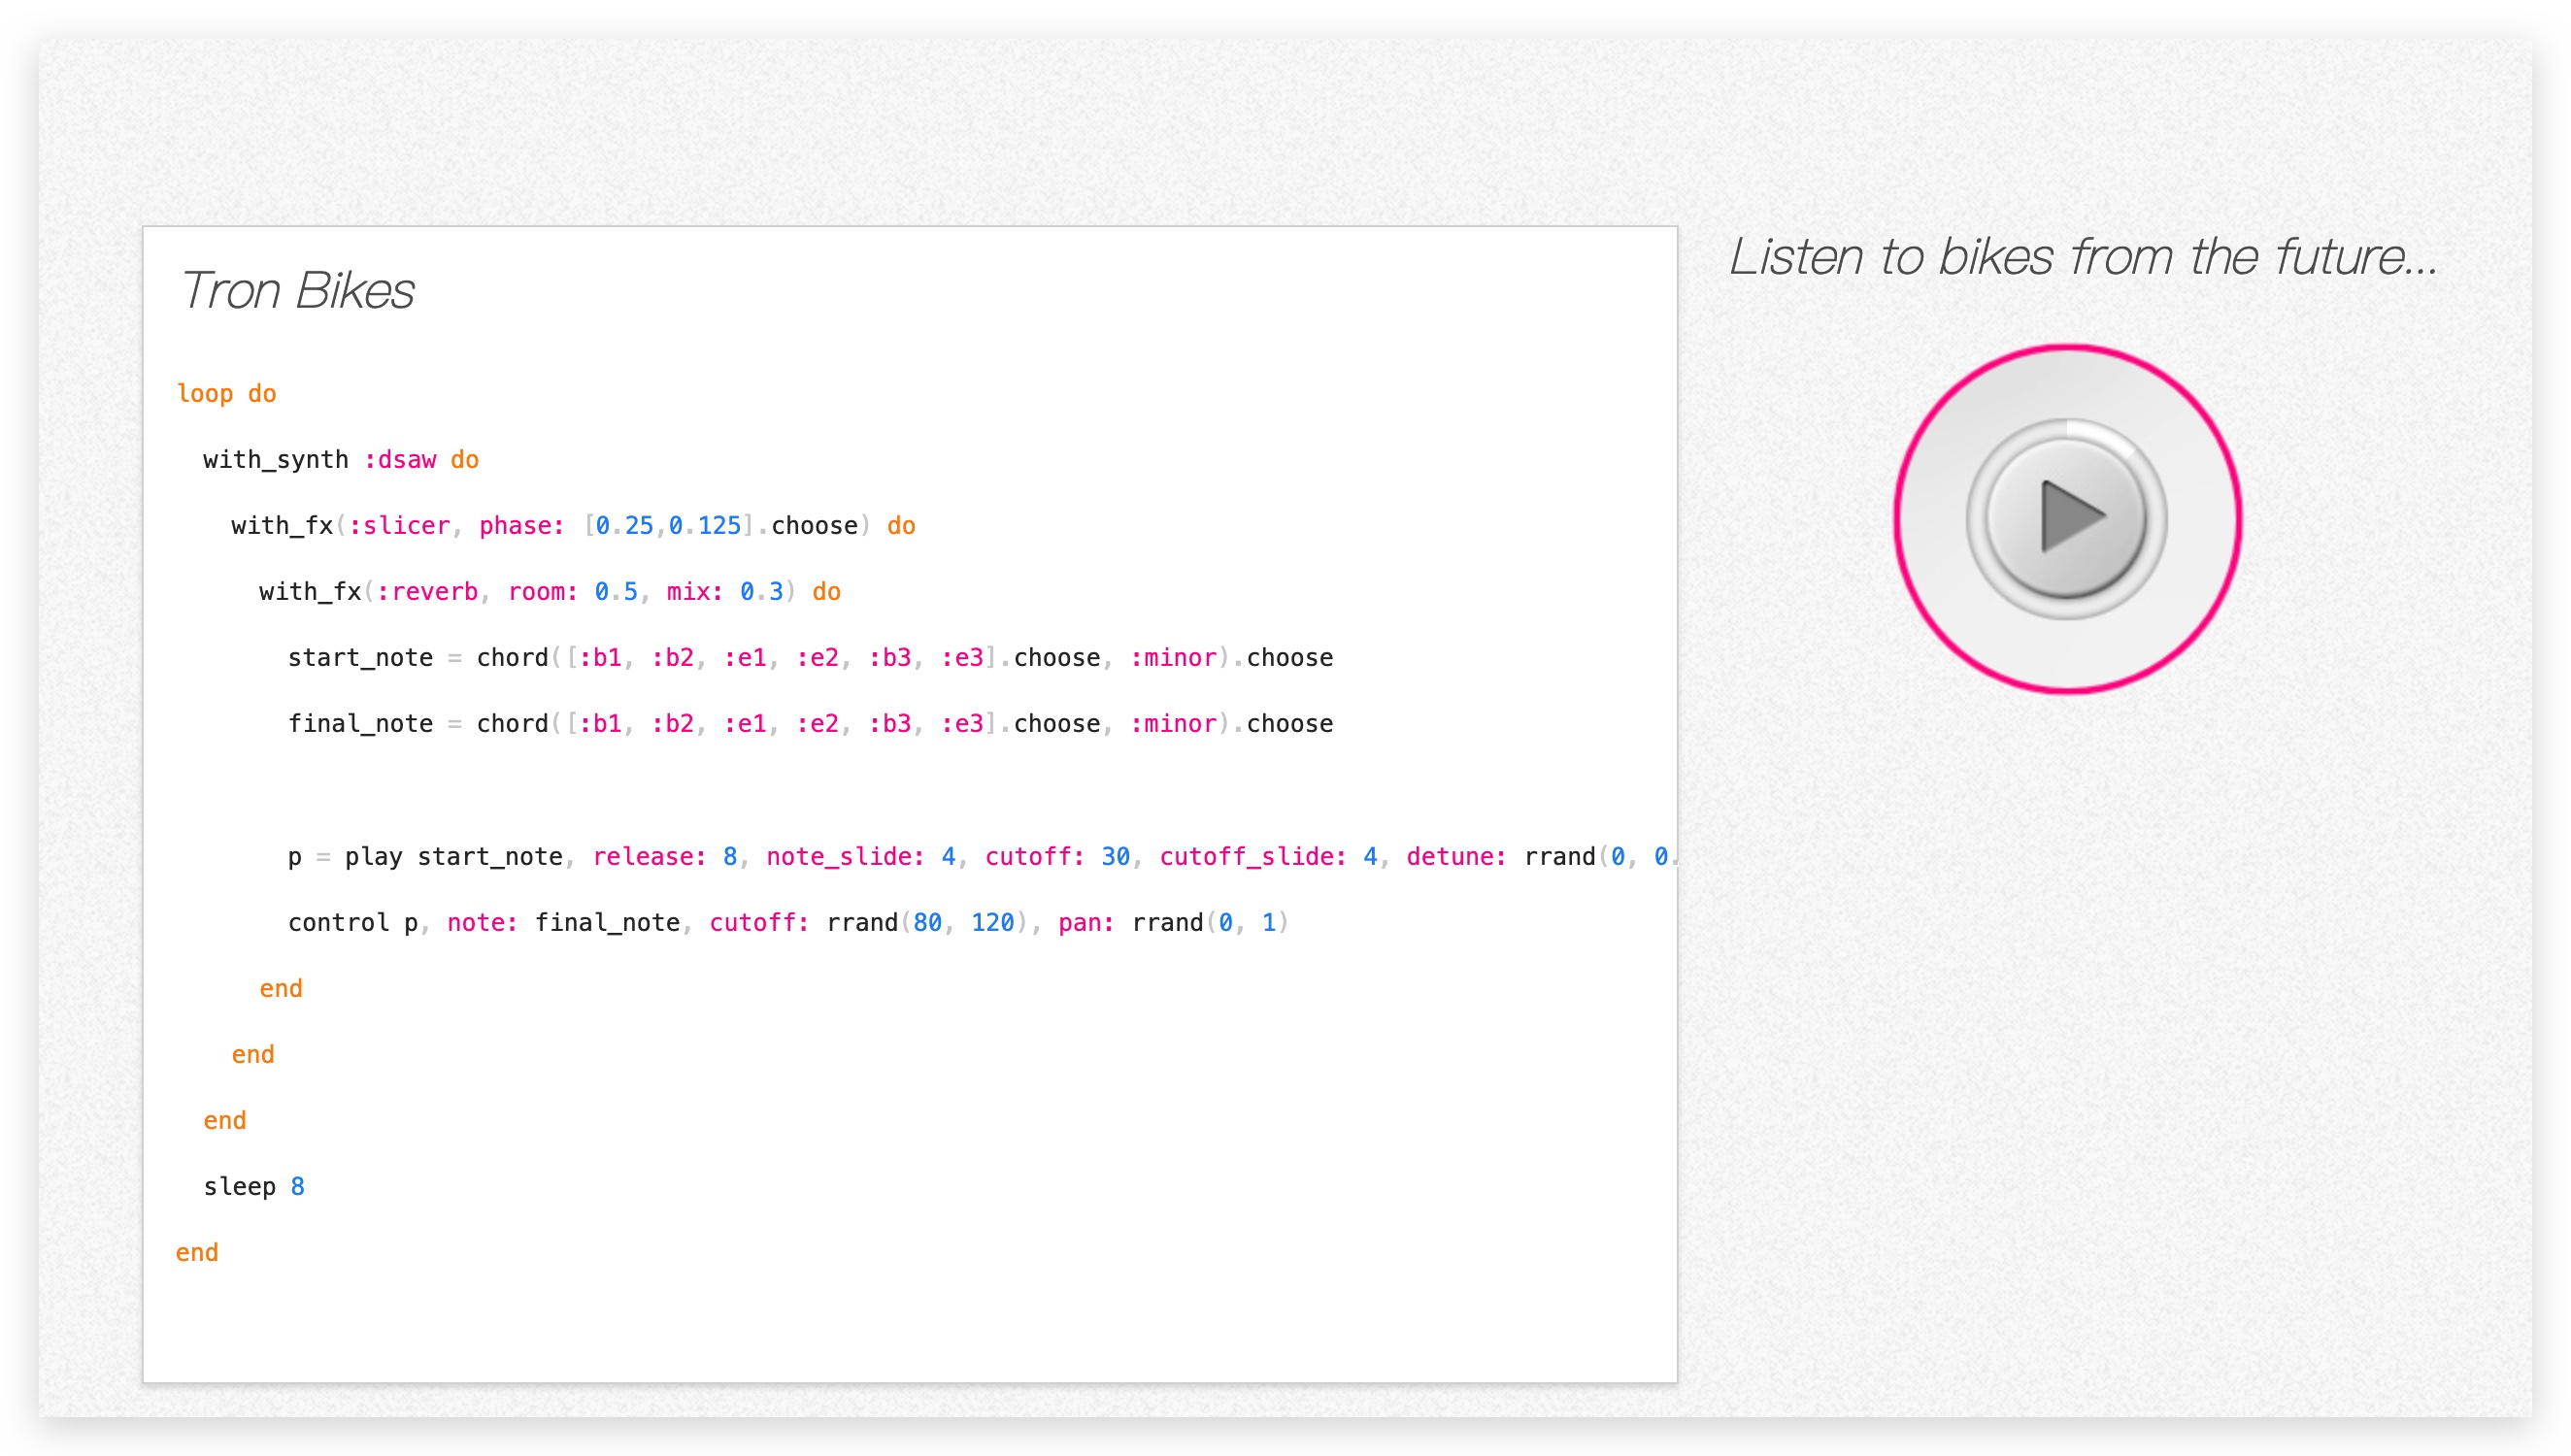 Tron Bikes
loop do
with_synth :dsaw do
with_fx(:slicer, phase: [0.25,0.125].choose) do
with_fx(:reverb, room: 0.5, mix: 0.3) do
start_note = chord([:b1, :b2, :e1, :e2, :b3, :e3].choose, :minor).choose
final_note = chord([:b1, :b2, :e1, :e2, :b3, :e3].choose, :minor).choose
p = play start_note, release: 8, note_slide: 4, cutoff: 30, cutoff_slide: 4, detune: rrand(0, 0.
control p, note: final_note, cutoff: rrand(80, 120), pan: rrand(0, 1)
end
end
end
sleep 8
end
Listen to bikes from the future...